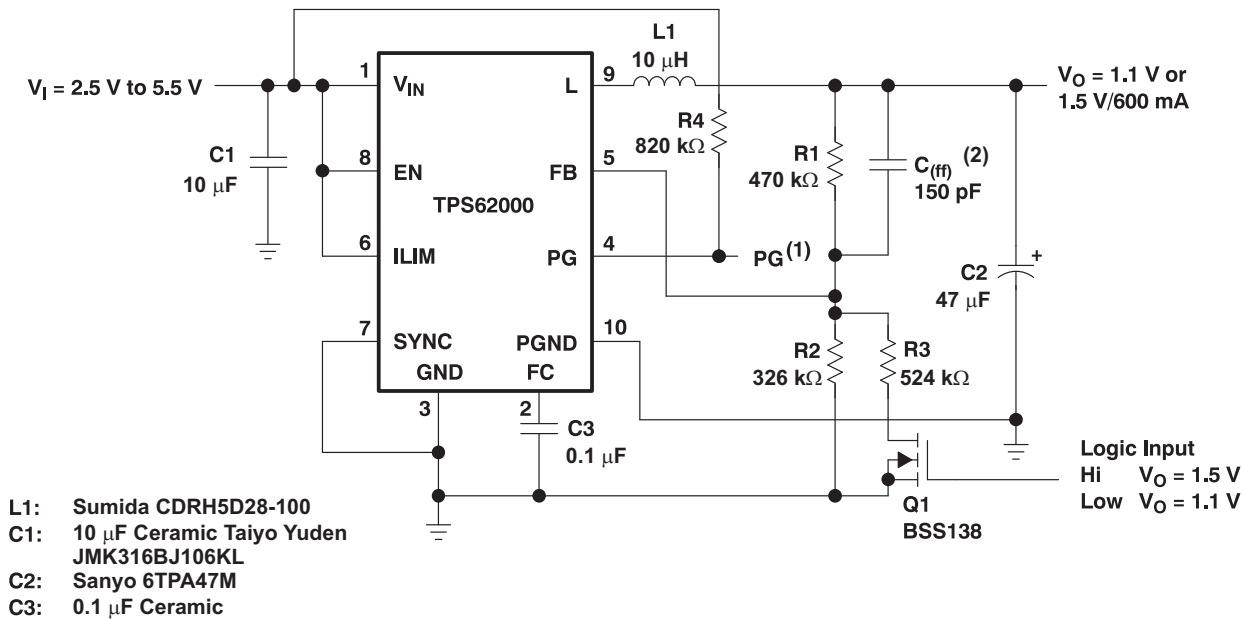 V_I = 2.5 V to 5.5 V
C1
10 μF
1
V_IN
8
EN
6
ILIM
7
SYNC
TPS62000
L
9
FB
5
PG
4
PGND
10
GND
3
FC
2
L1
10 μH
R4
820 kΩ
PG(1)
R1
470 kΩ
C(ff) (2)
150 pF
V_O = 1.1 V or
1.5 V/600 mA
C2
47 μF
+
R2
326 kΩ
R3
524 kΩ
C3
0.1 μF
Q1
BSS138
Logic Input
Hi V_O = 1.5 V
Low V_O = 1.1 V
L1: Sumida CDRH5D28-100
C1: 10 μF Ceramic Taiyo Yuden
JMK316BJ106KL
C2: Sanyo 6TPA47M
C3: 0.1 μF Ceramic